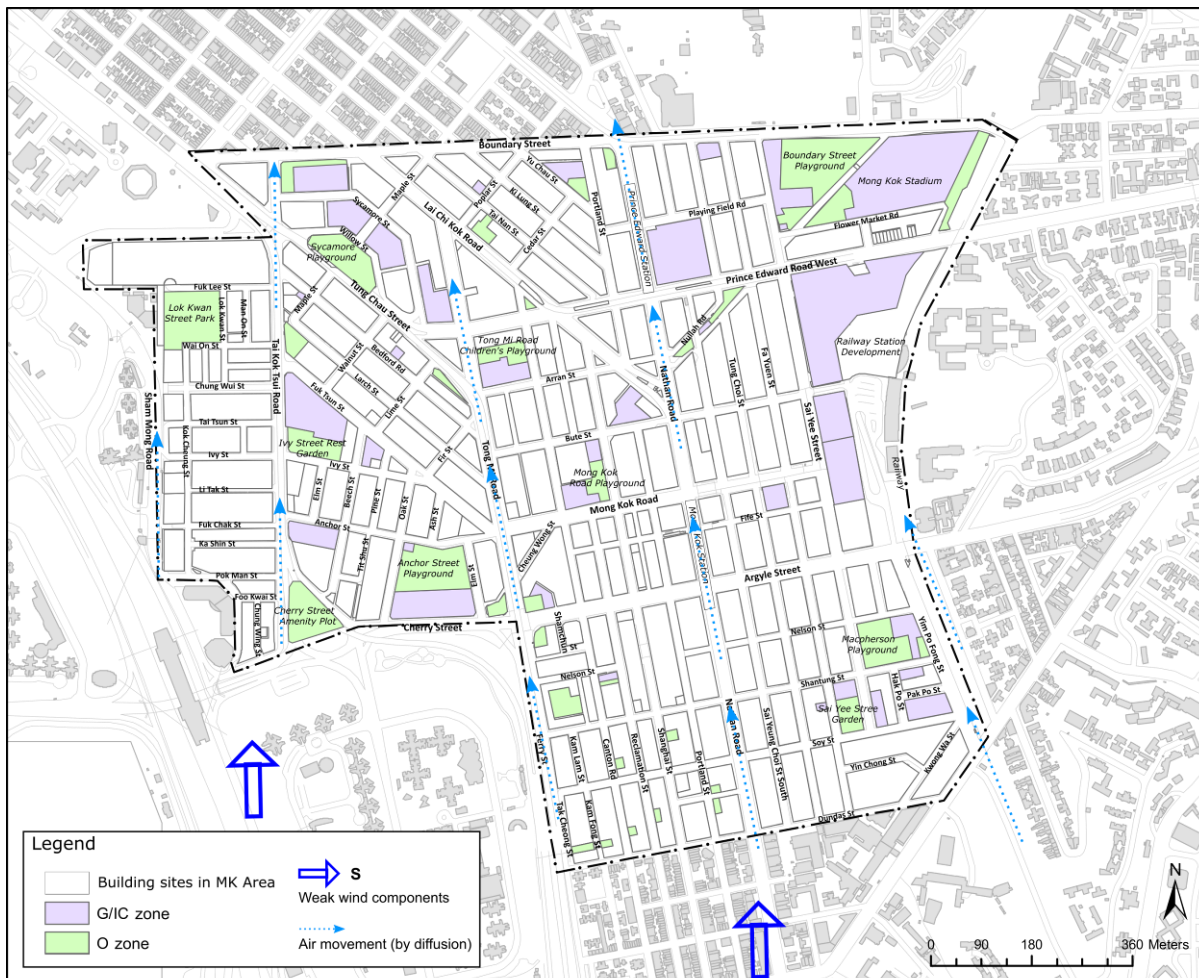 Boundary Street
Yu Chau St
Maple St
Poplar St
Ki Lung St
Portland St
Boundary Street
Playground
Mong Kok Stadium
Sycamore St
Lai Chi Kok Road
Tai Nan St
Prince Edward Station
Playing Field Rd
Flower Market Rd
Willow St
Cedar St
Sycamore
Playground
Prince Edward Road West
Fuk Lee St
Tung Chau Street
Maple St
Lok Kwan
Street Park
Lok Kwan St
Man On St
Nullah Rd
Railway Station
Development
Tong Mi Road
Children's Playground
Wai On St
Tai Kok Tsui Road
Walnut St
Bedford Rd
Arran St
Nathan Road
Tung Choi St
Fa Yuen St
Chung Wui St
Larch St
Lime St
Fuk Tsun St
Sham Mong Road
Sai Yee Street
Tai Tsun St
Kok Cheung St
Ivy Street Rest
Garden
Bute St
Ivy St
Ivy St
Fir St
Tong Mi Road
Mong Kok
Road Playground
Railway
Li Tak St
Elm St
Beech St
Pine St
Oak St
Ash St
Mong Kok Road
Mong Kok Station
Fife St
Fuk Chak St
Anchor St
Cheung Wong St
Ka Shin St
Tit Shu St
Anchor Street
Playground
Elm St
Argyle Street
Pok Man St
Foo Kwai St
Chung Wing St
Cherry Street
Amenity Plot
Cherry Street
Shamchun St
Nelson St
Macpherson
Playground
Yim Po Fong St
Nelson St
Shantung St
Hak Po St
Pak Po St
Sai Yee Stree
Garden
Nathan Road
Sai Yeung Choi St South
Soy St
Ferry St
Kam Lam St
Canton Rd
Reclamation St
Shanghai St
Portland St
Yin Chong St
Kwong Wa St
Tak Cheong St
Kam Fong St
Dundas St
Legend
Building sites in MK Area
G/IC zone
O zone
S
Weak wind components
Air movement (by diffusion)
N
0 90 180 360 Meters